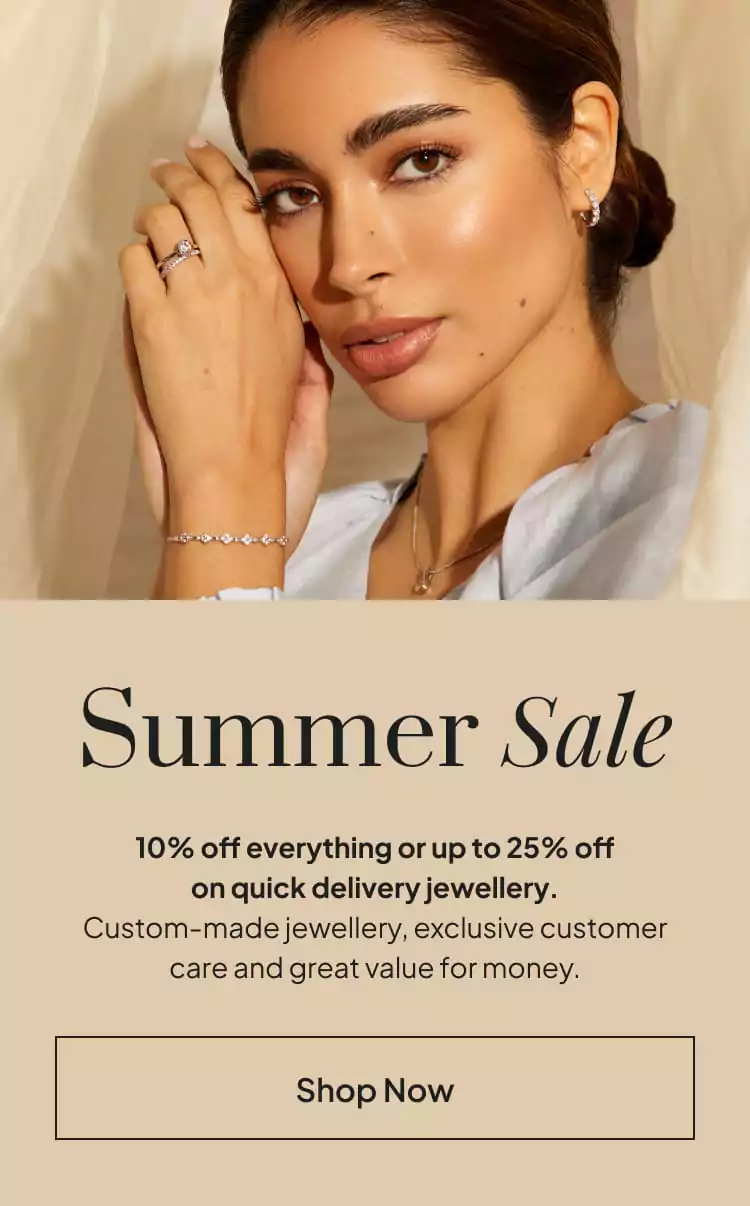 Summer Sale
10% off everything or up to 25% off
on quick delivery jewellery.
Custom-made jewellery, exclusive customer
care and great value for money.
Shop Now